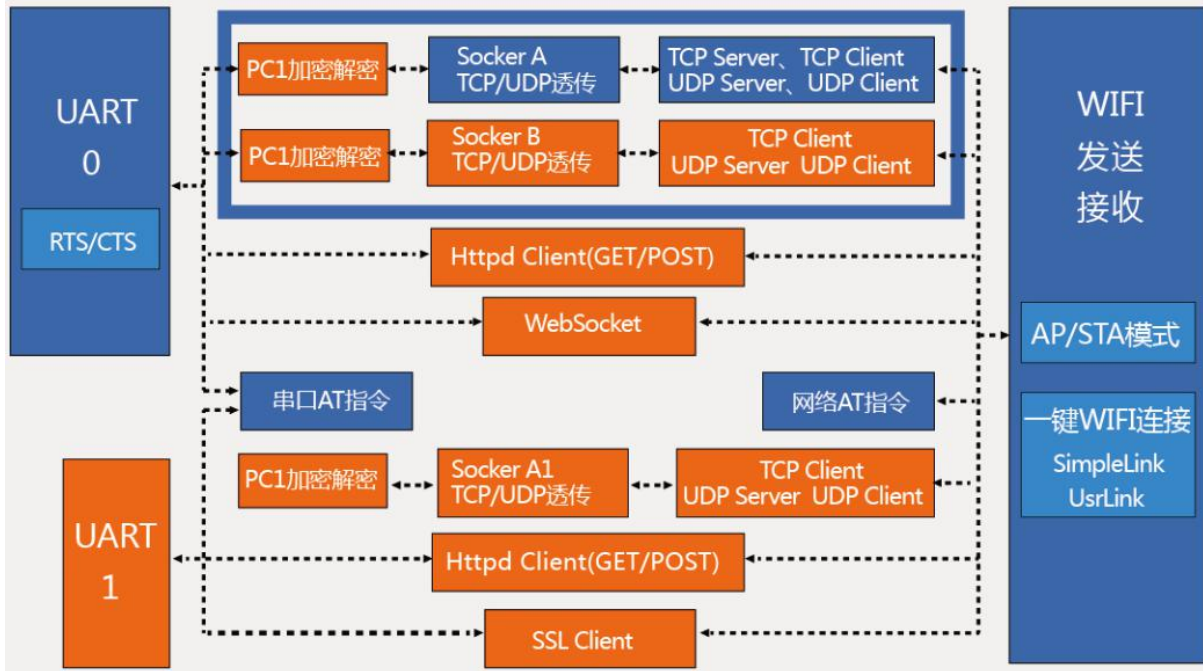 UART
0
RTS/CTS
PC1加密解密
Socker A
TCP/UDP透传
TCP Server、TCP Client
UDP Server、UDP Client
PC1加密解密
Socker B
TCP/UDP透传
TCP Client
UDP Server UDP Client
Httpd Client(GET/POST)
WebSocket
串口AT指令
网络AT指令
UART
1
PC1加密解密
Socker A1
TCP/UDP透传
TCP Client
UDP Server UDP Client
Httpd Client(GET/POST)
SSL Client
WIFI
发送
接收
AP/STA模式
一键WIFI连接
SimpleLink
UsrLink